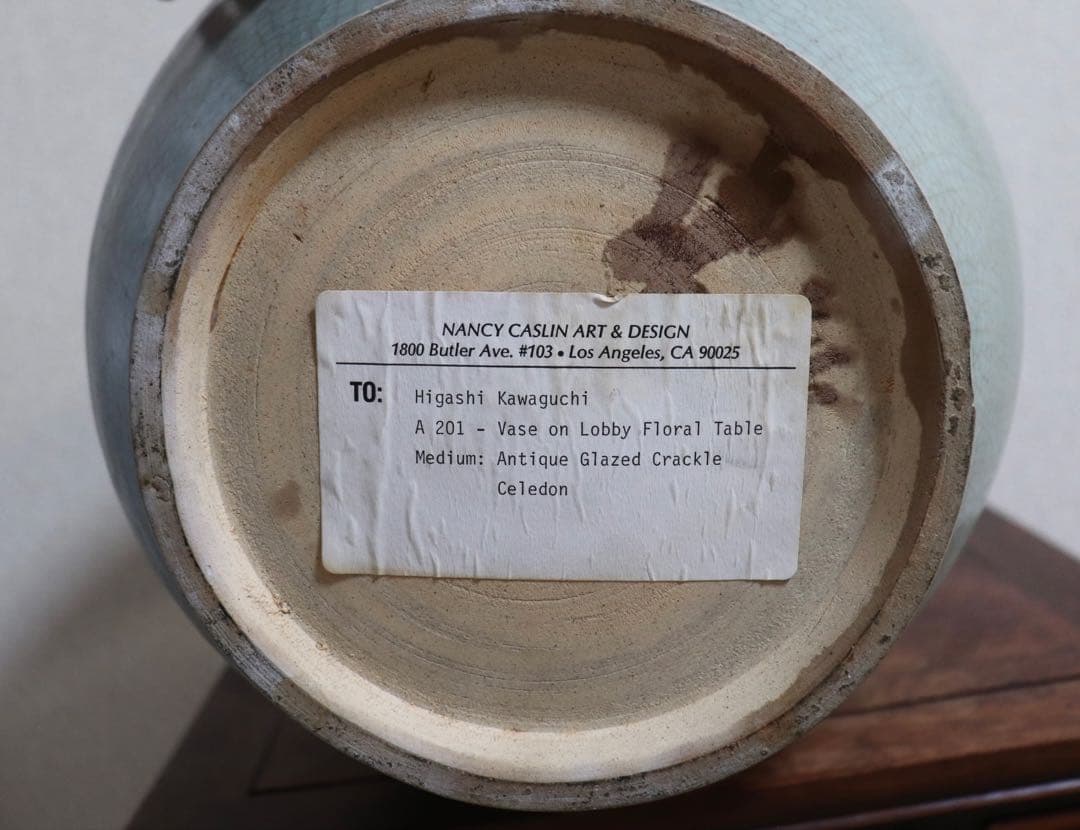 NANCY CASLIN ART & DESIGN
1800 Butler Ave. #103 • Los Angeles, CA 90025
TO: Higashi Kawaguchi
A 201 - Vase on Lobby Floral Table
Medium: Antique Glazed Crackle
Celedon